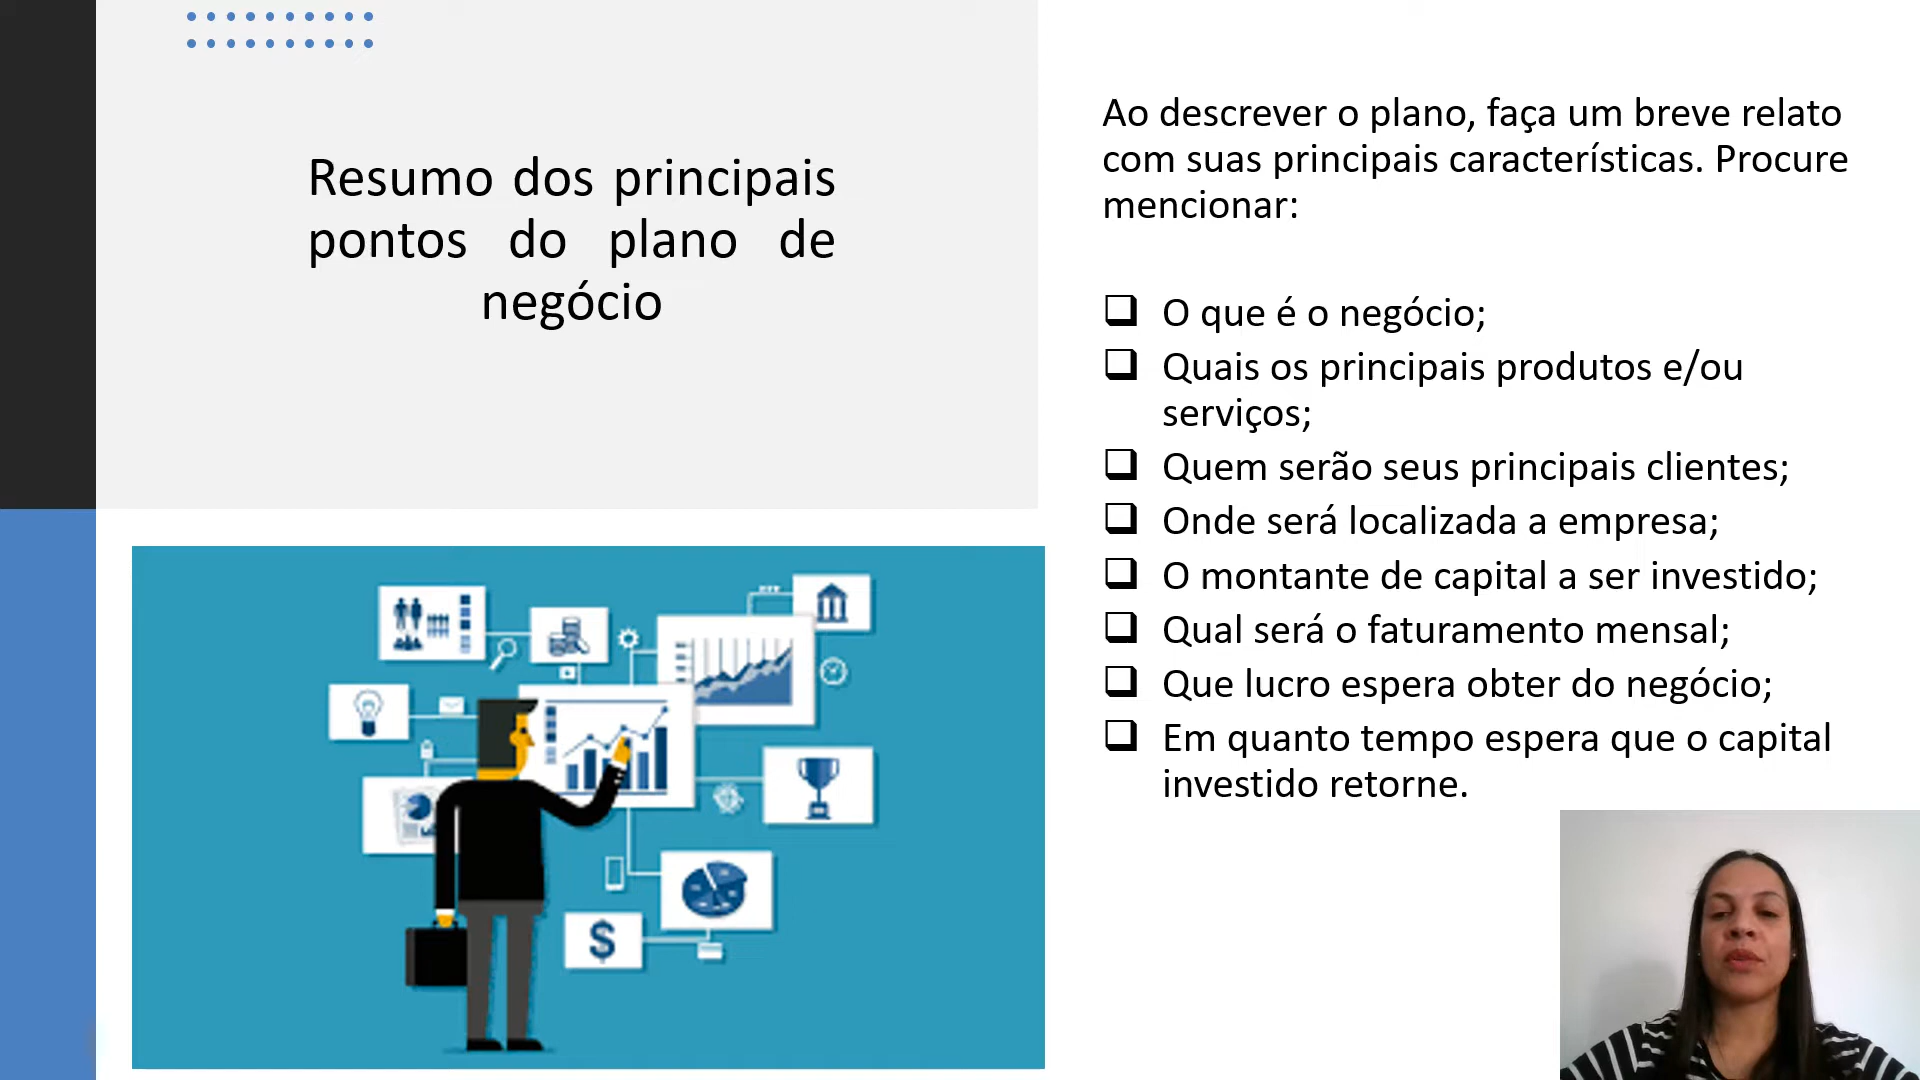 Resumo dos principais
pontos do plano de
negócio
Ao descrever o plano, faça um breve relato
com suas principais características. Procure
mencionar:
O que é o negócio;
Quais os principais produtos e/ou
serviços;
Quem serão seus principais clientes;
Onde será localizada a empresa;
O montante de capital a ser investido;
Qual será o faturamento mensal;
Que lucro espera obter do negócio;
Em quanto tempo espera que o capital
investido retorne.
$